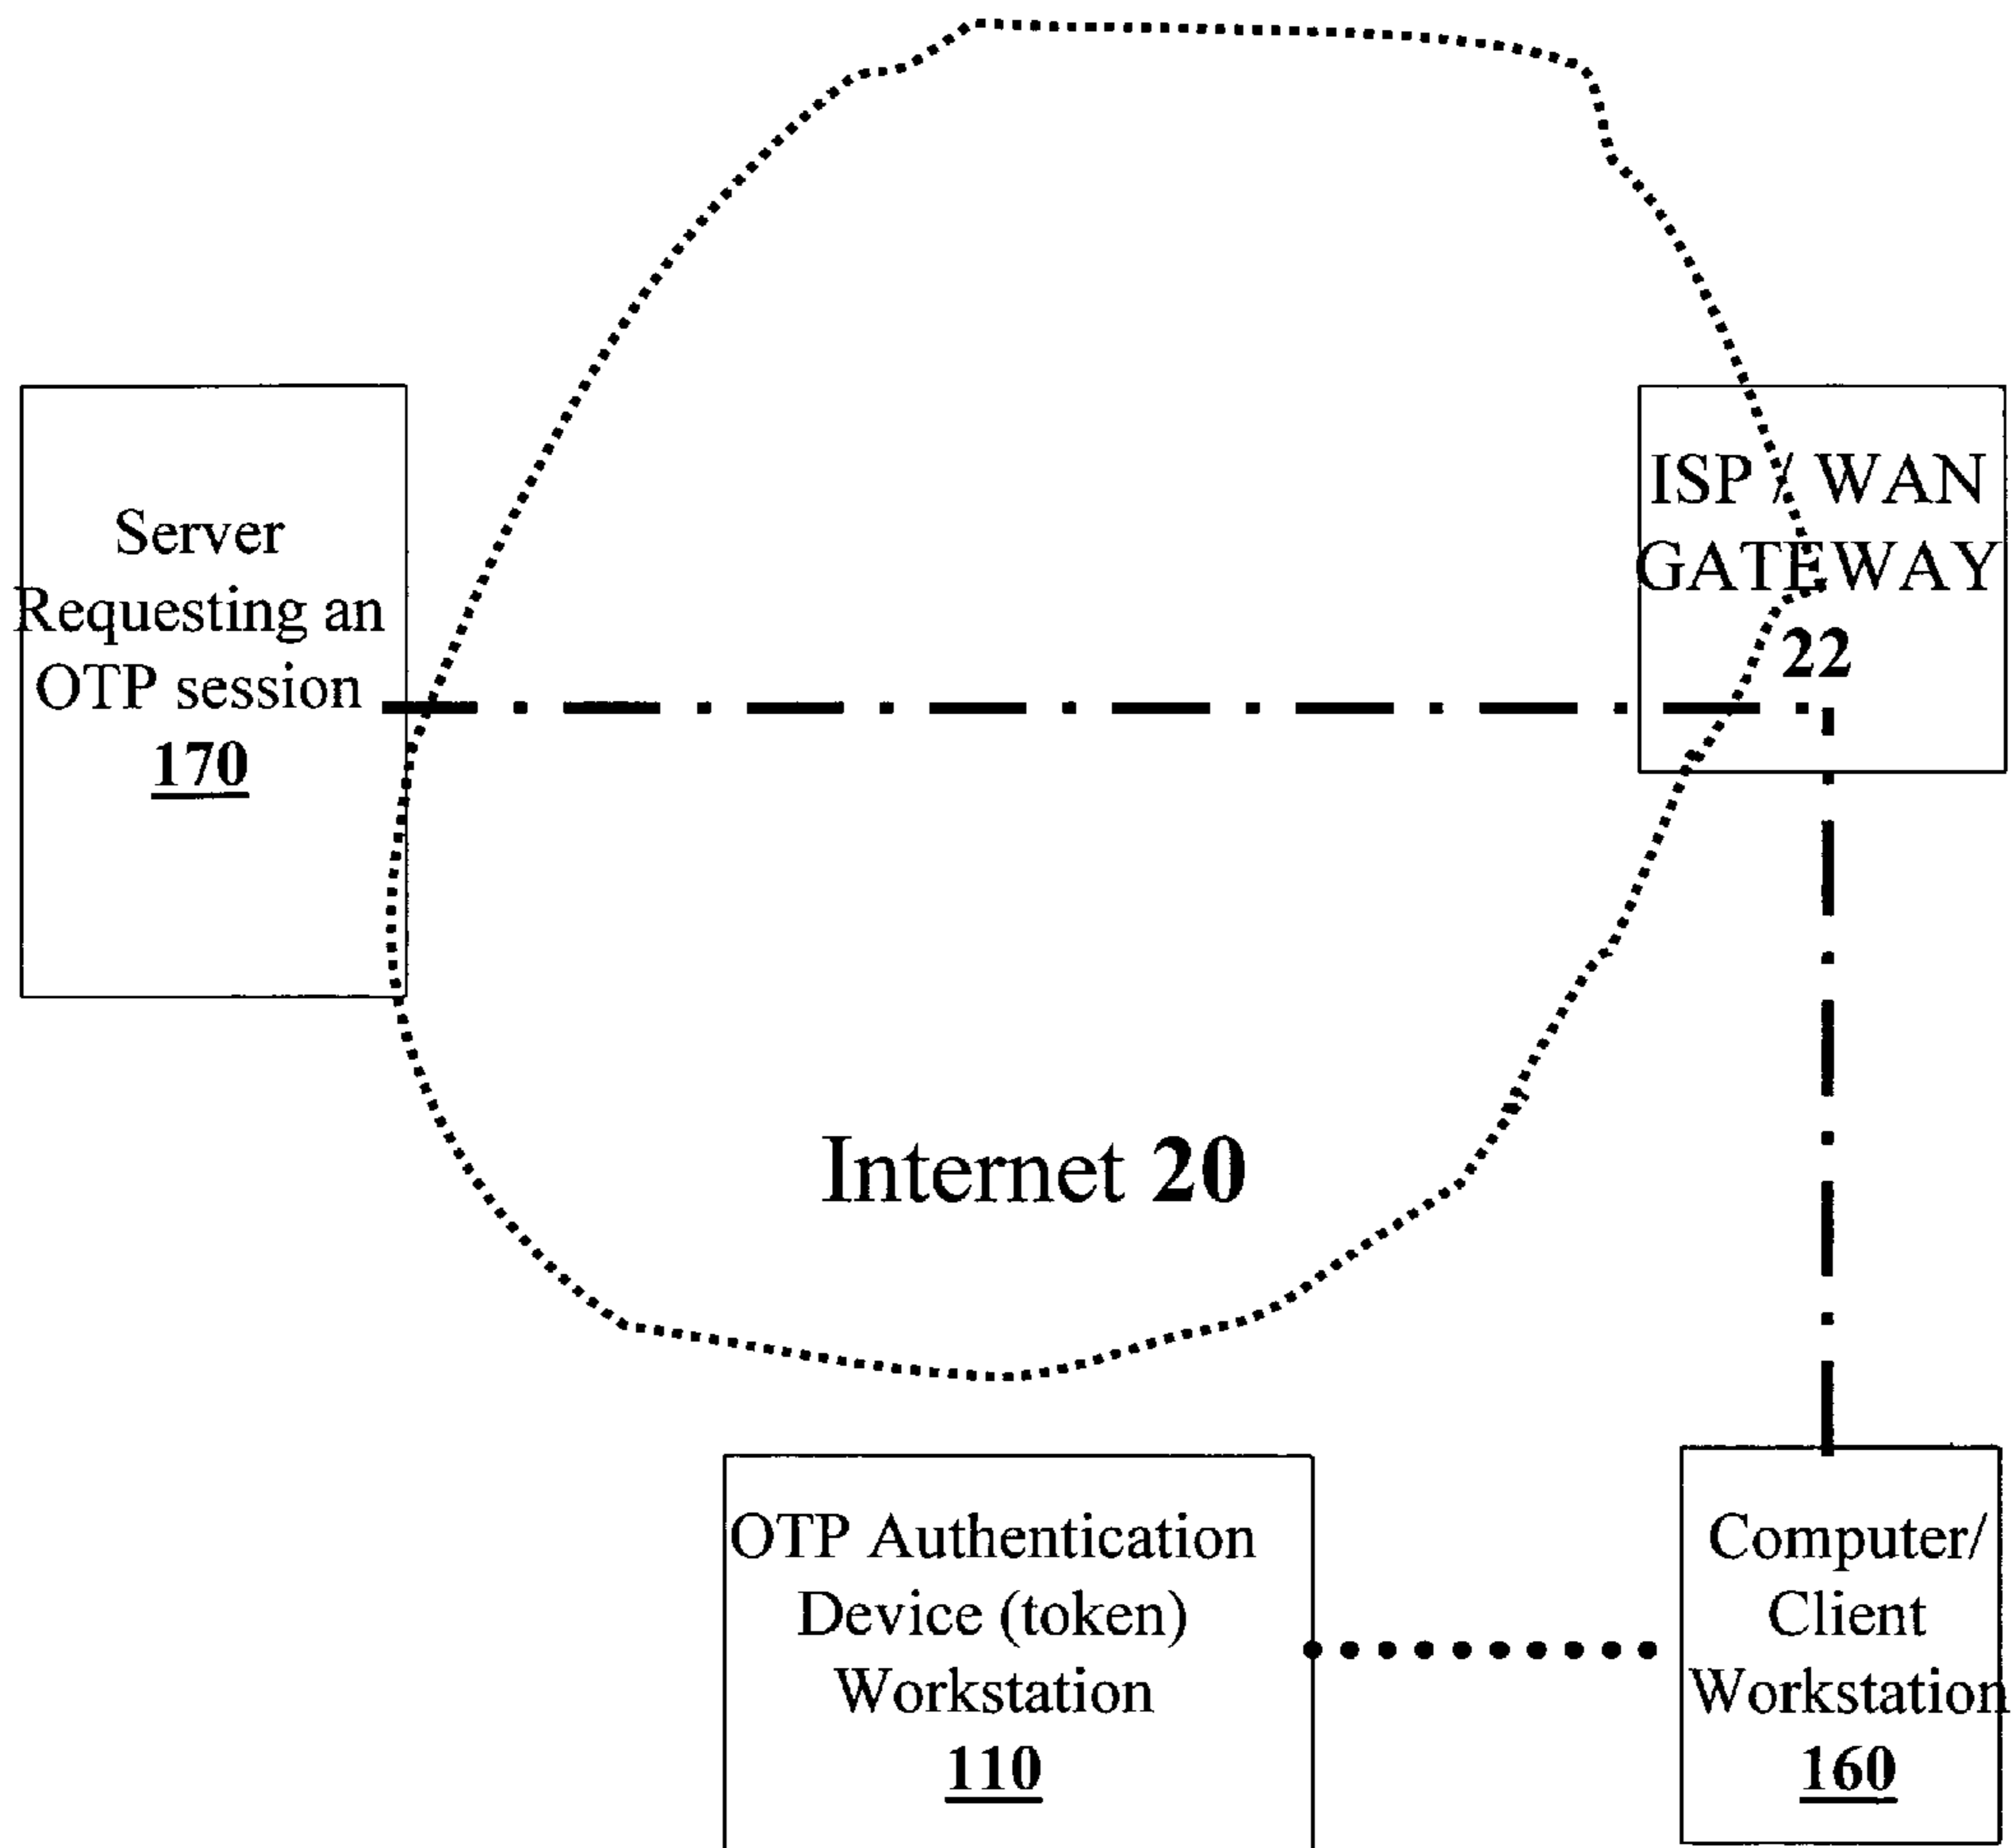 Server
Requesting an
OTP session
170
ISP / WAN
GATEWAY
22
Internet 20
OTP Authentication
Device (token)
Workstation
110
Computer/
Client
Workstation
160